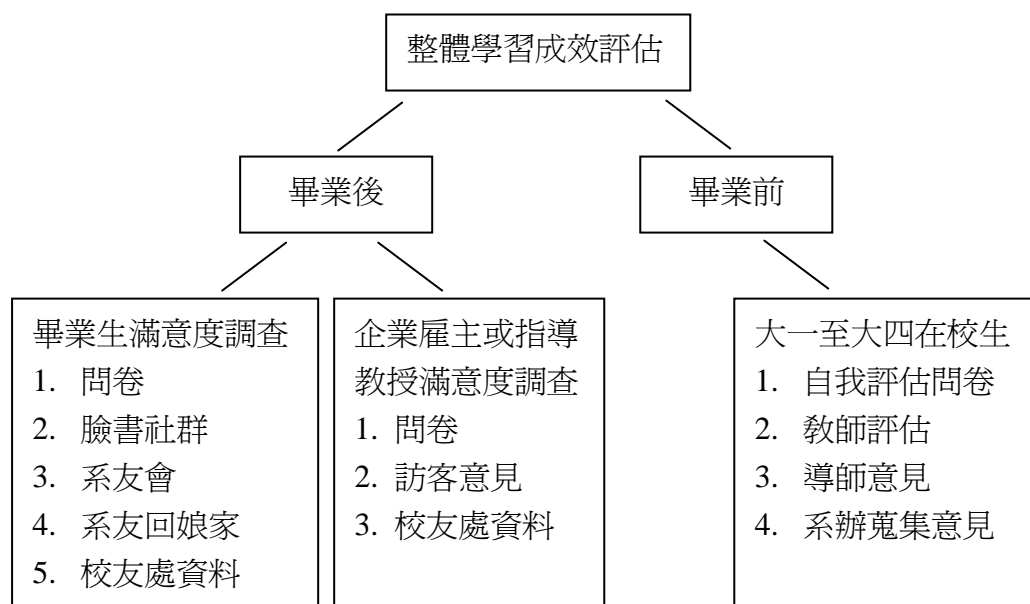 整體學習成效評估
畢業後
畢業前
畢業生滿意度調查
1. 問卷
2. 臉書社群
3. 系友會
4. 系友回娘家
5. 校友處資料
企業雇主或指導
教授滿意度調查
1. 問卷
2. 訪客意見
3. 校友處資料
大一至大四在校生
1. 自我評估問卷
2. 教師評估
3. 導師意見
4. 系辦蒐集意見